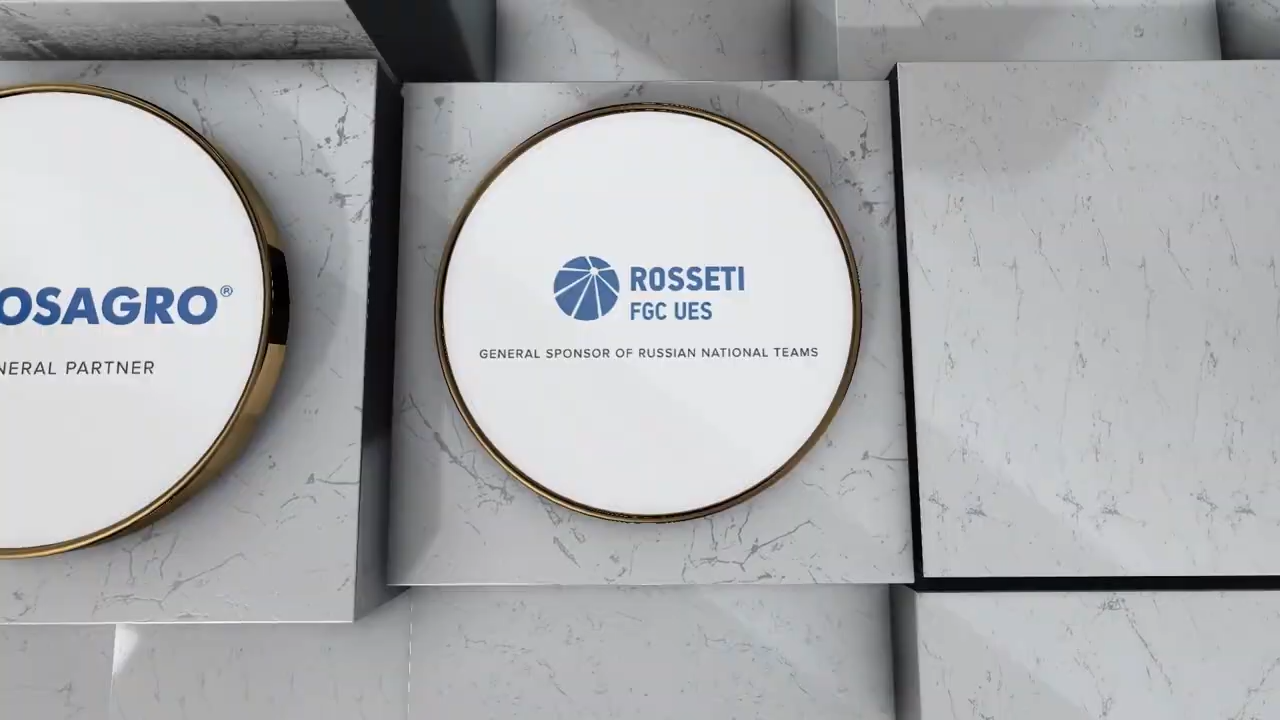 OSAGRO®
NERAL PARTNER
ROSSETI
FGC UES
GENERAL SPONSOR OF RUSSIAN NATIONAL TEAMS